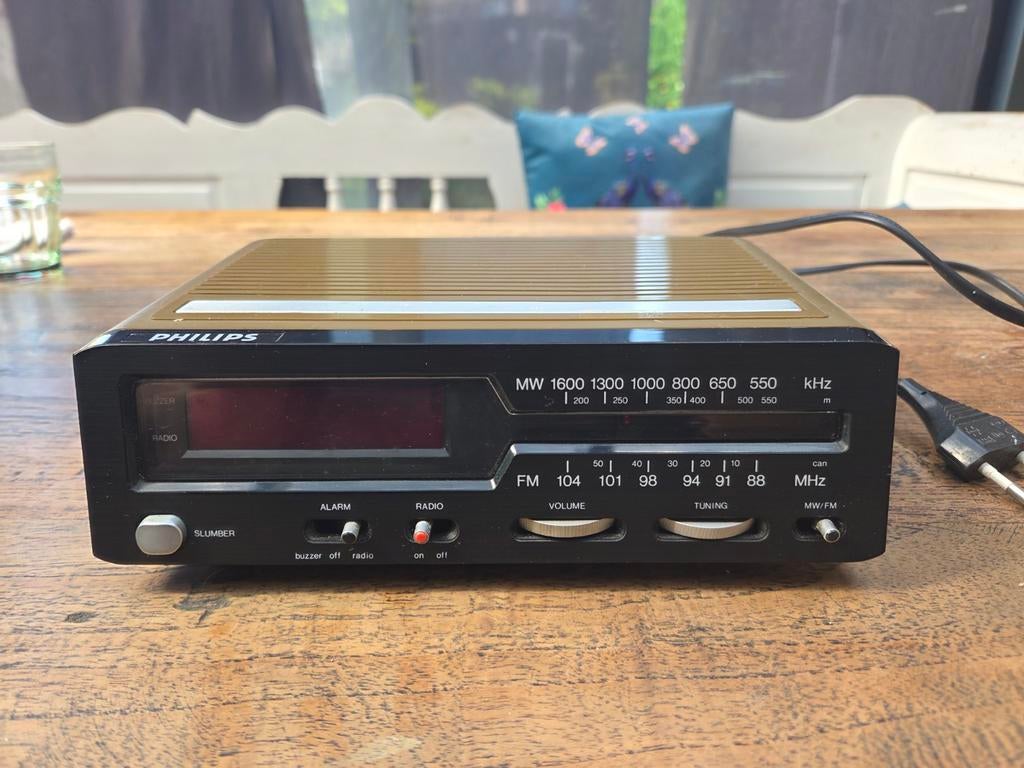 PHILIPS
BUZZER
RADIO
MW 1600 1300 1000 800 650 550 kHz
200 250 350 400 500 550 m
50 40 30 20 10 can
FM 104 101 98 94 91 88 MHz
SLUMBER
ALARM
buzzer off radio
RADIO
on off
VOLUME
TUNING
MW/FM